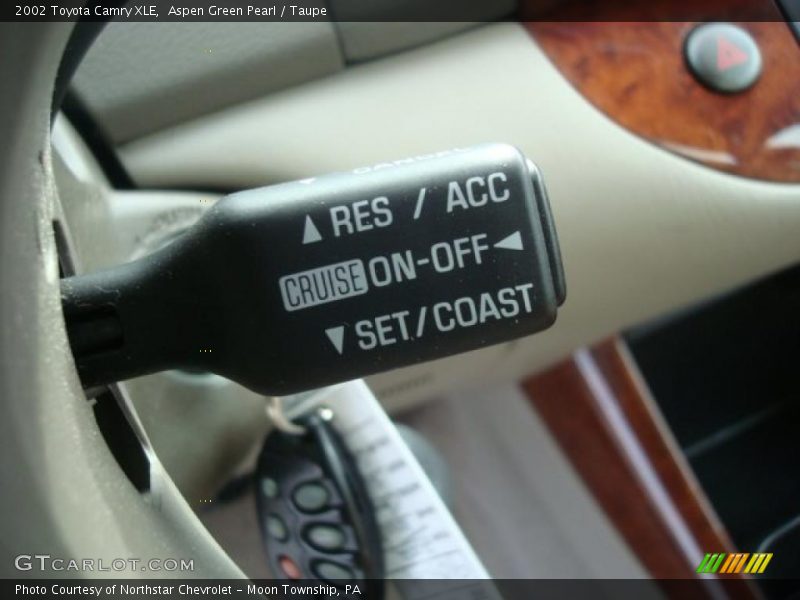 2002 Toyota Camry XLE,  Aspen Green Pearl / Taupe
CANCEL
▲RES / ACC
CRUISE ON-OFF◀
▼SET/COAST
GTCARLOT.COM
Photo Courtesy of Northstar Chevrolet - Moon Township, PA